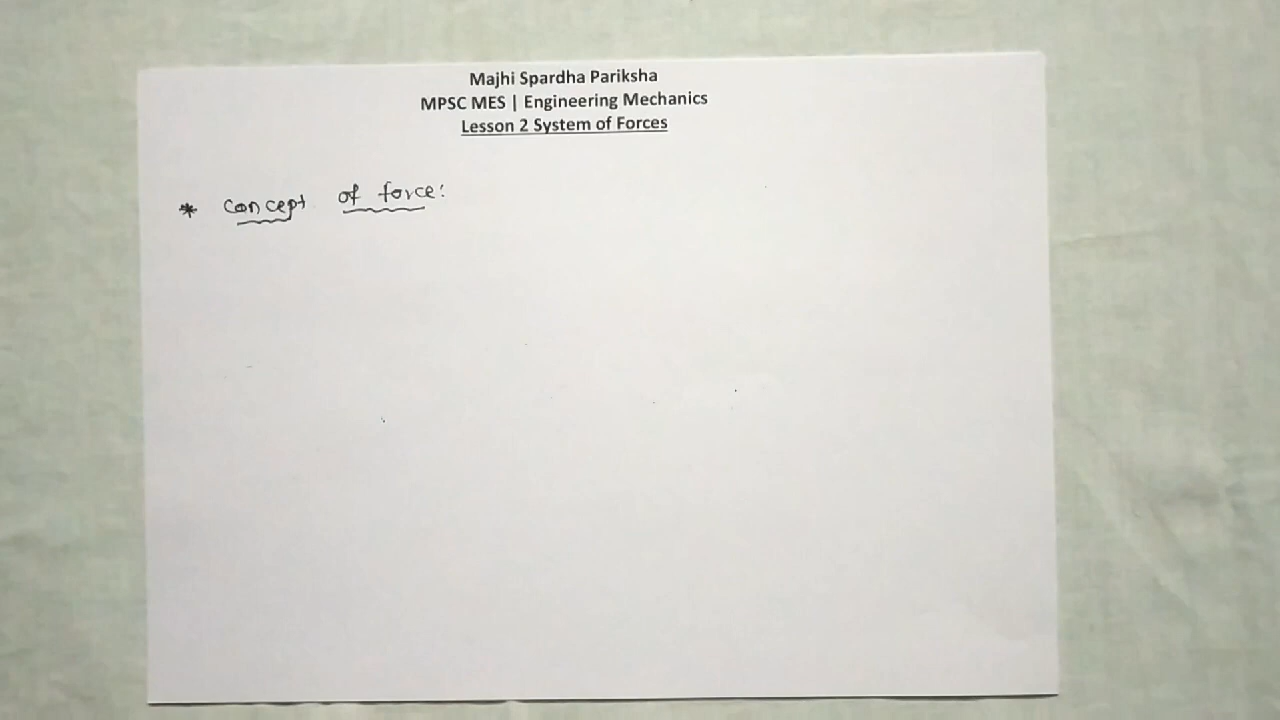 Majhi Spardha Pariksha
MPSC MES | Engineering Mechanics
Lesson 2 System of Forces
* concept of force: